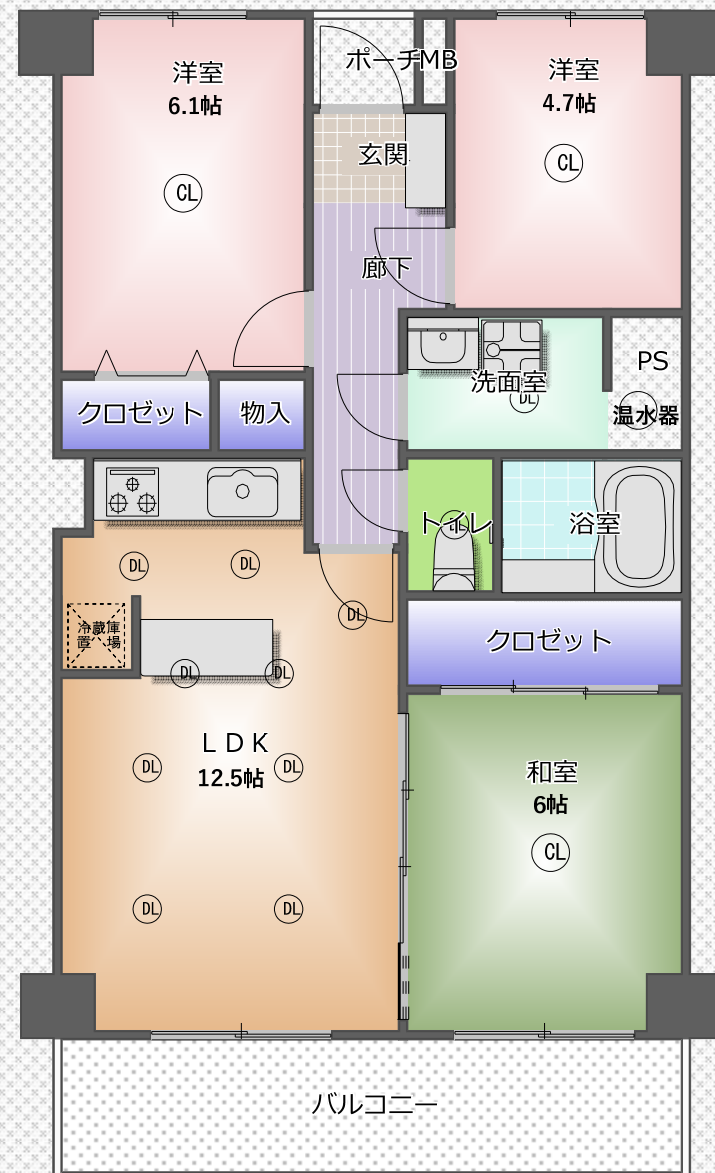 ポーチ MB
洋室
6.1帖
CL
洋室
4.7帖
CL
玄関
廊下
洗面室
DL
PS
温水器
クロゼット
物入
トイレ
DL
浴室
DL
DL
DL
冷蔵庫
置　場
DL
DL
クロゼット
ＬＤＫ
12.5帖
DL
DL
和室
6帖
CL
DL
DL
バルコニー